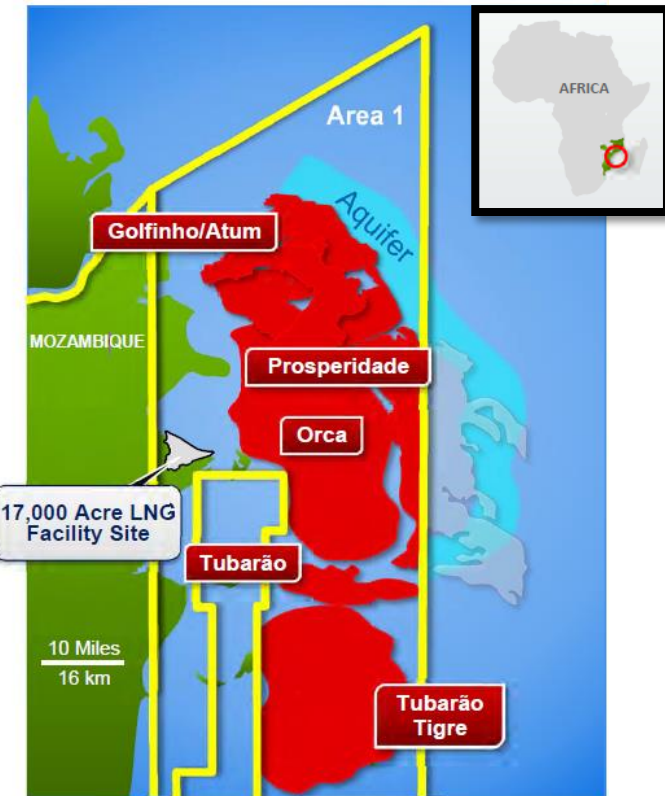 AFRICA
Area 1
Aquifer
Golfinho/Atum
MOZAMBIQUE
Prosperidade
Orca
17,000 Acre LNG
Facility Site
Tubarão
10 Miles
16 km
Tubarão
Tigre